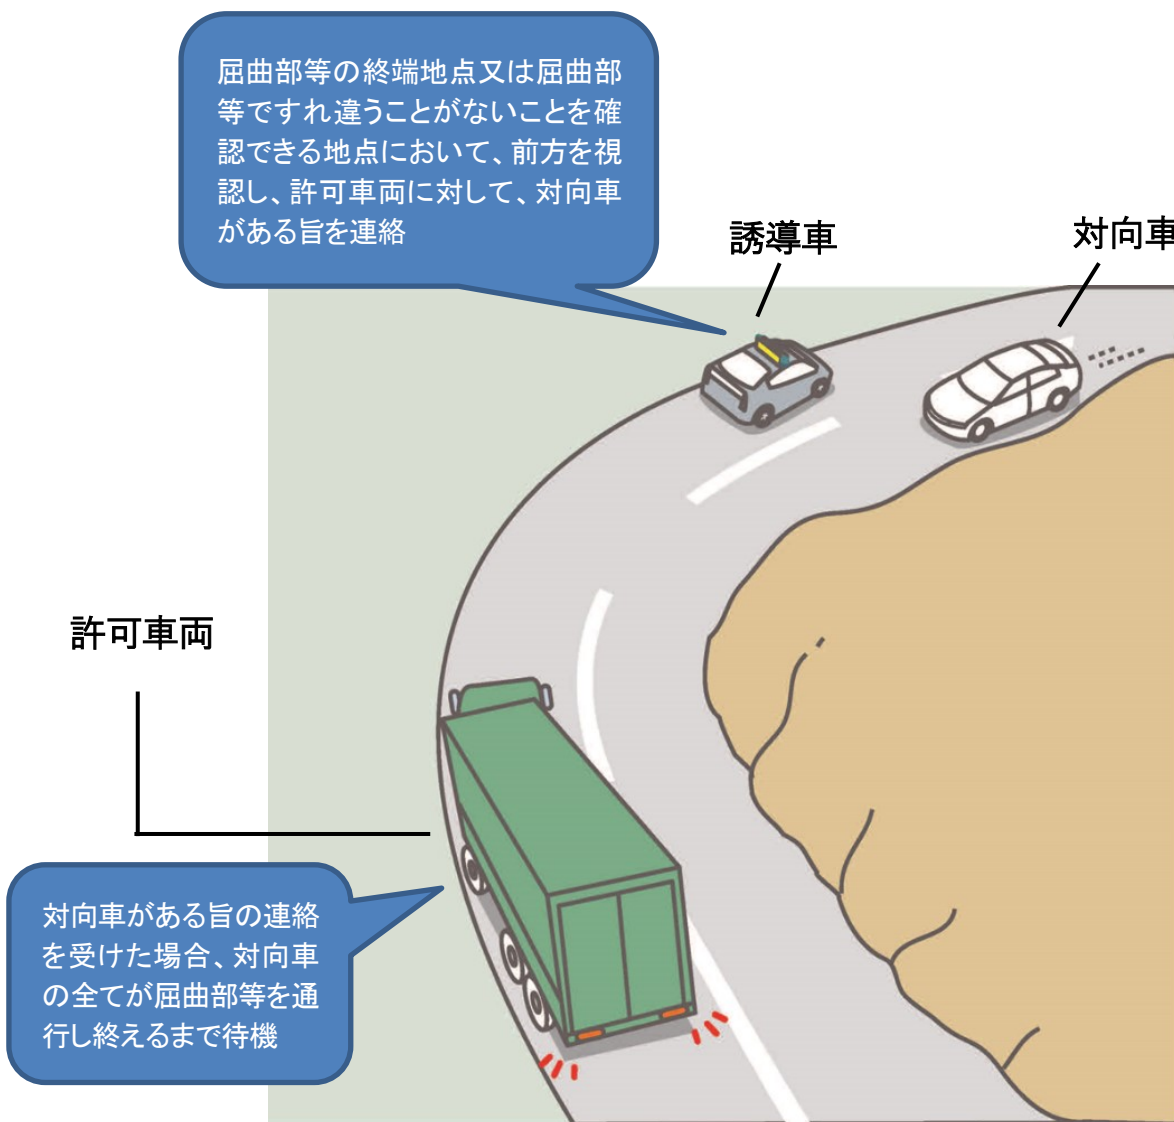 屈曲部等の終端地点又は屈曲部
等ですれ違うことがないことを確
認できる地点において、前方を視
認し、許可車両に対して、対向車
がある旨を連絡
誘導車
対向車
許可車両
対向車がある旨の連絡
を受けた場合、対向車
の全てが屈曲部等を通
行し終えるまで待機